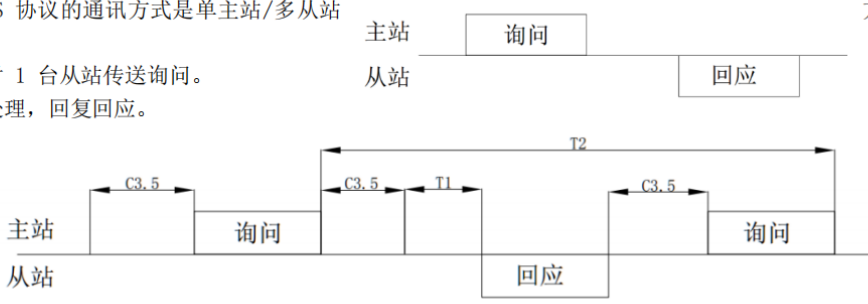 协议的通讯方式是单主站/多从站
1 台从站传送询问。
处理，回复回应。
主站 询问
从站 回应
T2
C3.5 C3.5 T1 C3.5
主站 询问 询问
从站 回应